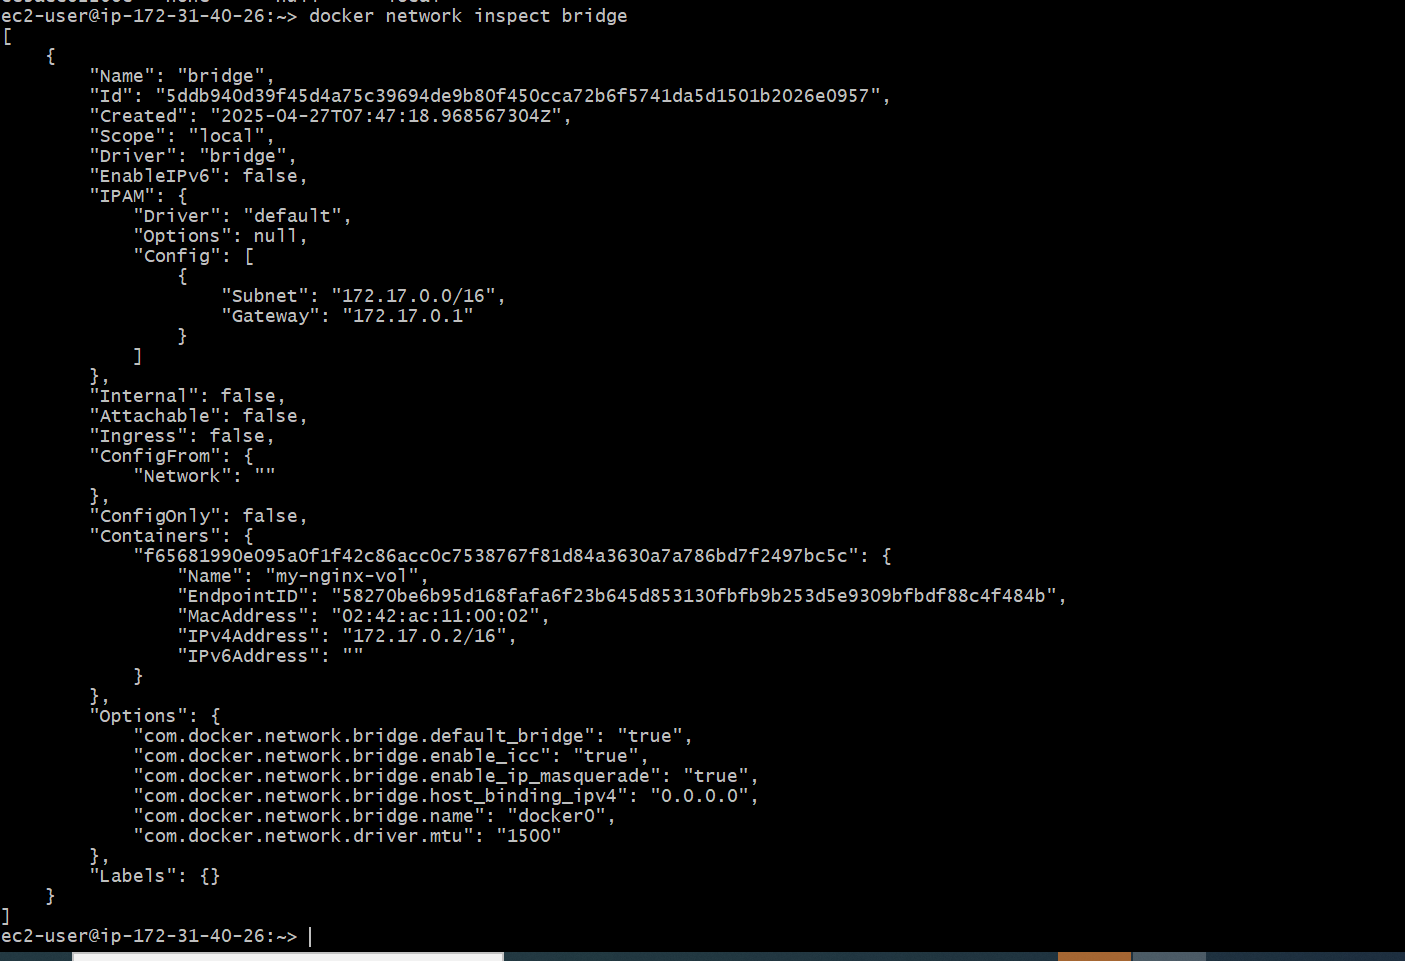 ec2-user@ip-172-31-40-26:~> docker network inspect bridge
[
    {
        "Name": "bridge",
        "Id": "5ddb940d39f45d4a75c39694de9b80f450cca72b6f5741da5d1501b2026e0957",
        "Created": "2025-04-27T07:47:18.968567304Z",
        "Scope": "local",
        "Driver": "bridge",
        "EnableIPv6": false,
        "IPAM": {
            "Driver": "default",
            "Options": null,
            "Config": [
                {
                    "Subnet": "172.17.0.0/16",
                    "Gateway": "172.17.0.1"
                }
            ]
        },
        "Internal": false,
        "Attachable": false,
        "Ingress": false,
        "ConfigFrom": {
            "Network": ""
        },
        "ConfigOnly": false,
        "Containers": {
            "f65681990e095a0f1f42c86acc0c7538767f81d84a3630a7a786bd7f2497bc5c": {
                "Name": "my-nginx-vol",
                "EndpointID": "58270be6b95d168fafa6f23b645d853130fbfb9b253d5e9309bfbdf88c4f484b",
                "MacAddress": "02:42:ac:11:00:02",
                "IPv4Address": "172.17.0.2/16",
                "IPv6Address": ""
            }
        },
        "Options": {
            "com.docker.network.bridge.default_bridge": "true",
            "com.docker.network.bridge.enable_icc": "true",
            "com.docker.network.bridge.enable_ip_masquerade": "true",
            "com.docker.network.bridge.host_binding_ipv4": "0.0.0.0",
            "com.docker.network.bridge.name": "docker0",
            "com.docker.network.driver.mtu": "1500"
        },
        "Labels": {}
    }
]
ec2-user@ip-172-31-40-26:~>